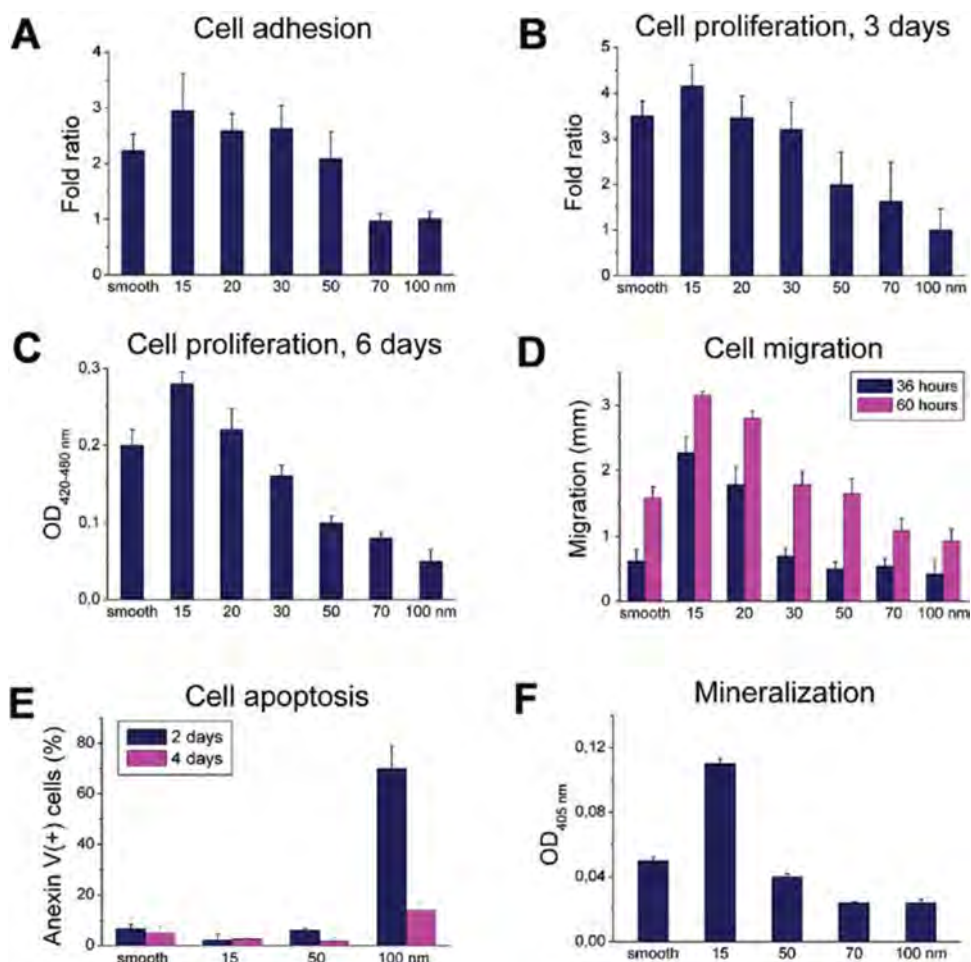 A
Cell adhesion
Fold ratio
4
3
2
1
0
smooth 15 20 30 50 70 100 nm
B
Cell proliferation, 3 days
Fold ratio
5
4
3
2
1
0
smooth 15 20 30 50 70 100 nm
C
Cell proliferation, 6 days
OD420-480 nm
0,3
0,2
0,1
0,0
smooth 15 20 30 50 70 100 nm
D
Cell migration
36 hours
60 hours
Migration (mm)
3
2
1
0
smooth 15 20 30 50 70 100 nm
E
Cell apoptosis
2 days
4 days
Anexin V(+) cells (%)
80
60
40
20
0
smooth 15 50 100 nm
F
Mineralization
OD405 nm
0,12
0,08
0,04
0,00
smooth 15 50 70 100 nm